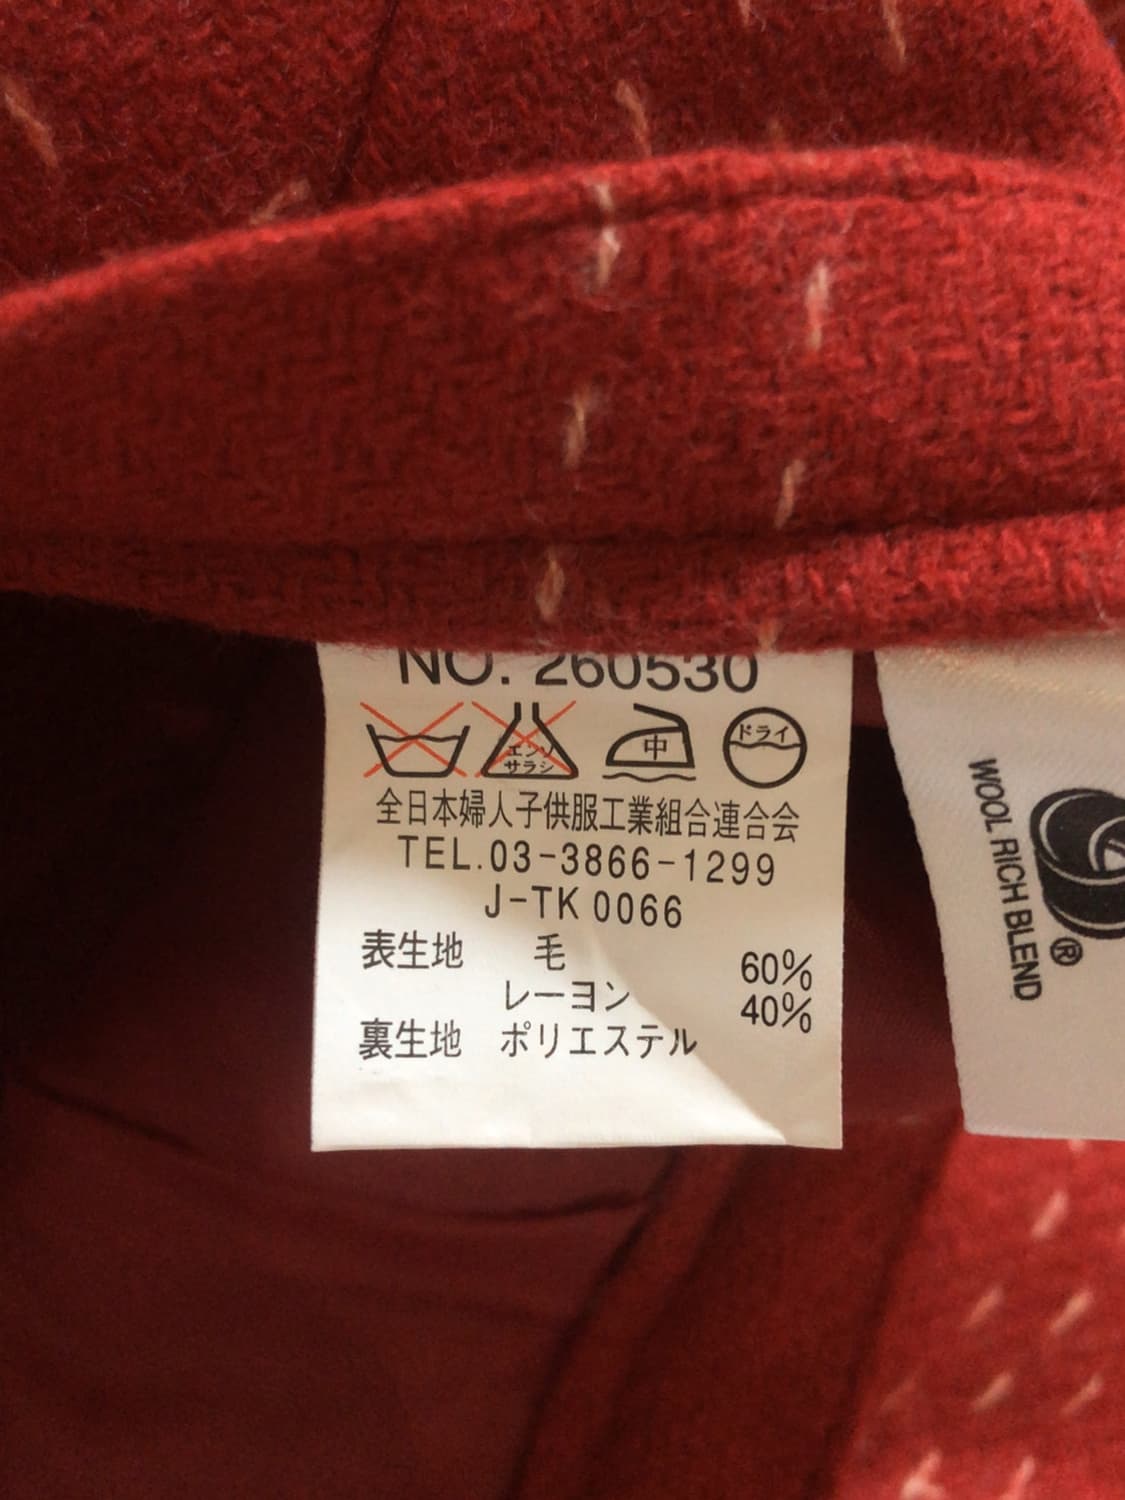 NO. 260530
エンソ
サラシ
中
ドライ
全日本婦人子供服工業組合連合会
TEL.03-3866-1299
J-TK 0066
表生地 毛 60%
レーヨン 40%
裏生地 ポリエステル
WOOL RICH BLEND
®